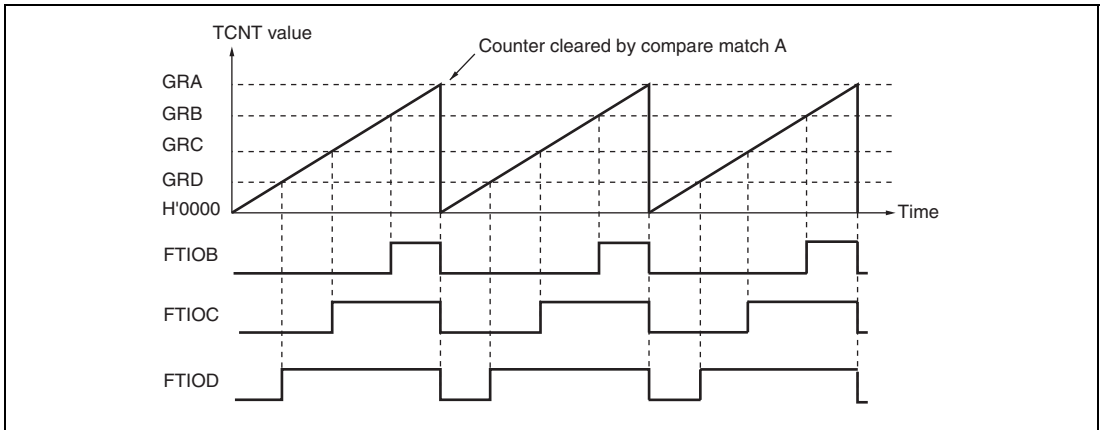 TCNT value
Counter cleared by compare match A
GRA
GRB
GRC
GRD
H'0000
Time
FTIOB
FTIOC
FTIOD